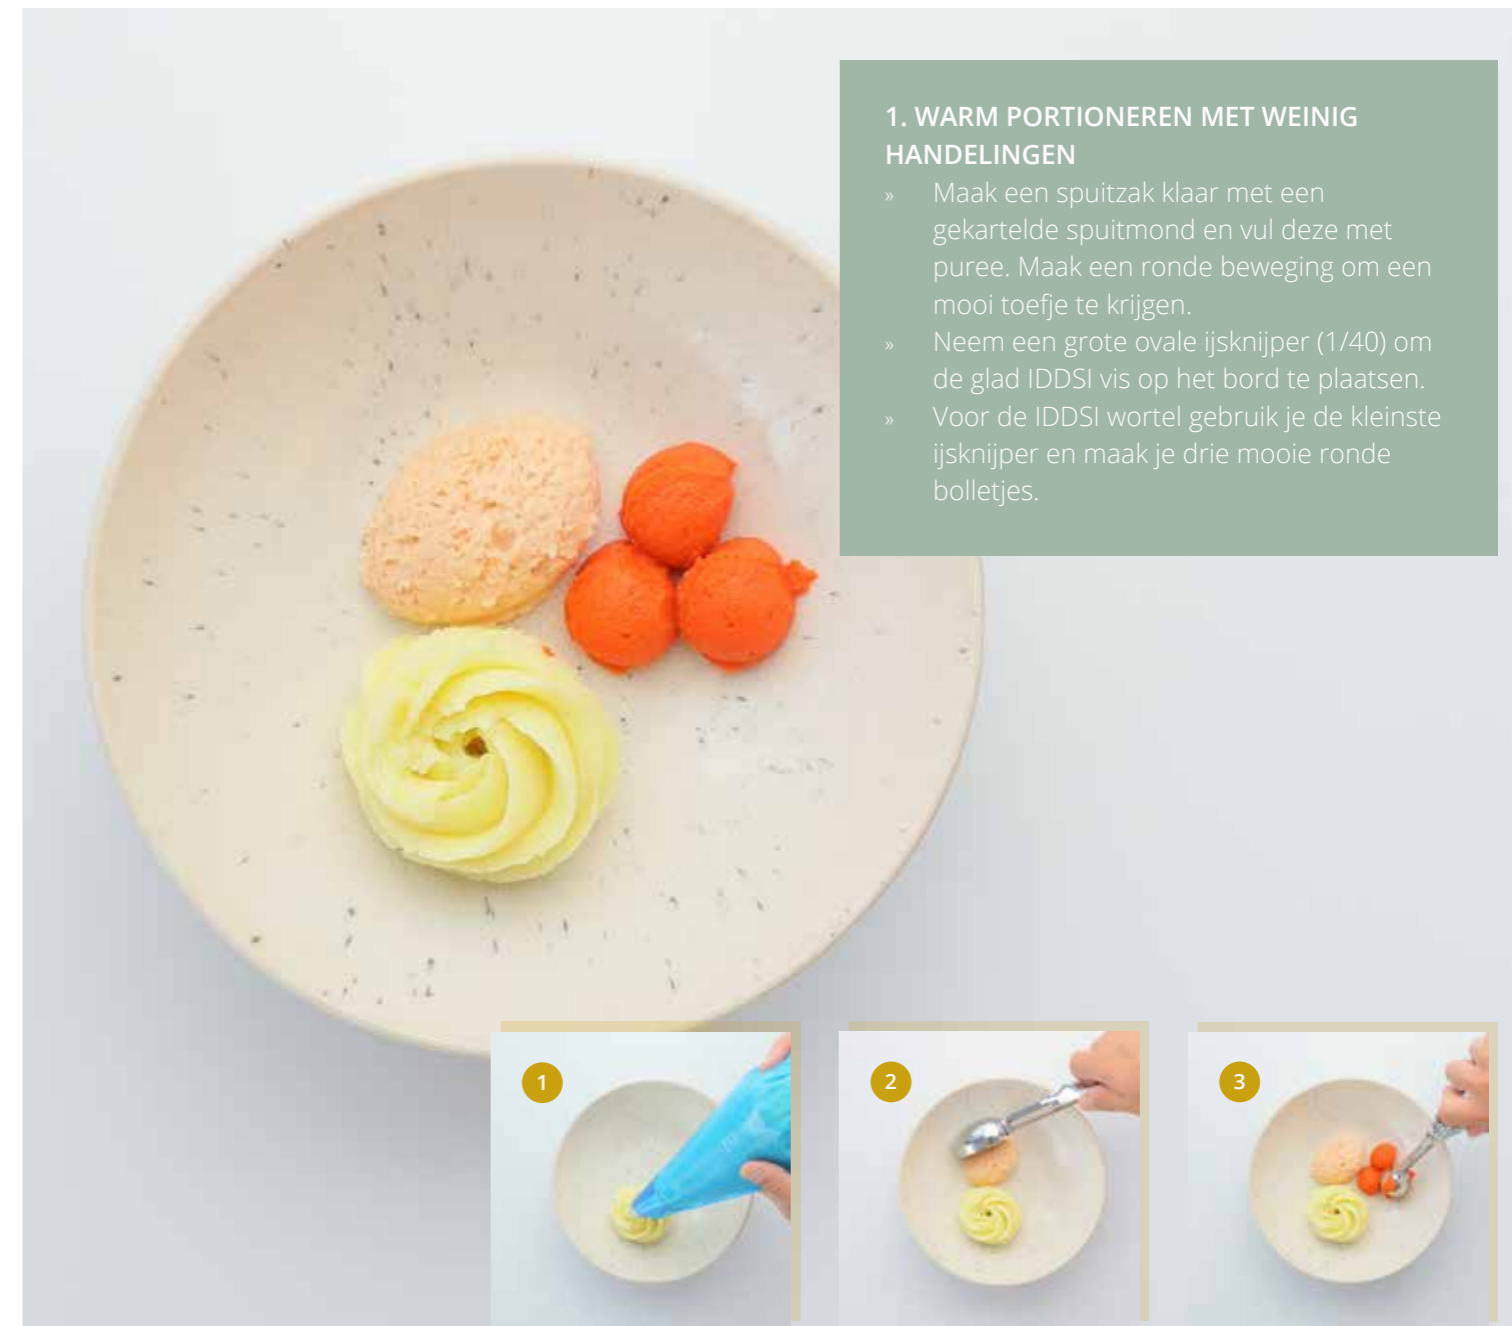 1. WARM PORTIONEREN MET WEINIG
HANDELINGEN
» Maak een spuitzak klaar met een
gekartelde spuitmond en vul deze met
puree. Maak een ronde beweging om een
mooi toefje te krijgen.
» Neem een grote ovale ijsknijper (1/40) om
de glad IDDSI vis op het bord te plaatsen.
» Voor de IDDSI wortel gebruik je de kleinste
ijsknijper en maak je drie mooie ronde
bolletjes.
1
2
3